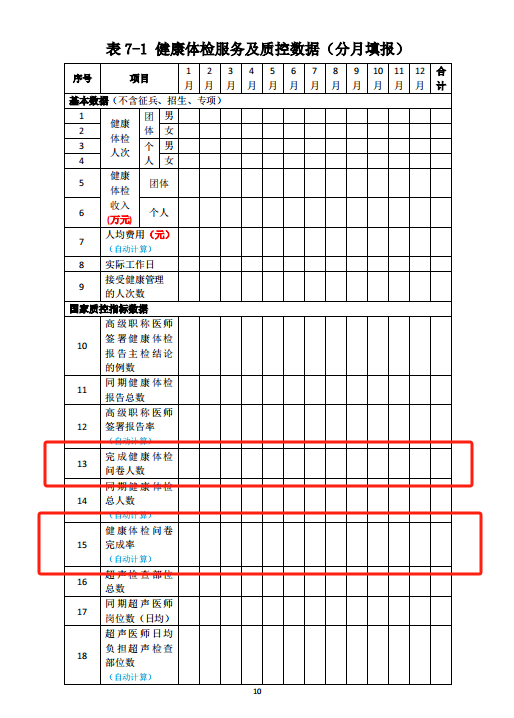 表 7-1 健康体检服务及质控数据（分月填报）
序号 项目 1月 2月 3月 4月 5月 6月 7月 8月 9月 10月 11月 12月 合计
基本数据（不含征兵、招生、专项）
1 健康体检人次 团体 男
2 女
3 个人 男
4 女
5 健康体检收入(万元) 团体
6 个人
7 人均费用（元）
（自动计算）
8 实际工作日
9 接受健康管理
的人次数
国家质控指标数据
10 高级职称医师
签署健康体检
报告主检结论
的例数
11 同期健康体检
报告总数
12 高级职称医师
签署报告率
（自动计算）
13 完成健康体检
问卷人数
14 同期健康体检
总人数
（自动计算）
15 健康体检问卷
完成率
（自动计算）
16 超声检查部位
总数
17 同期超声医师
岗位数（日均）
18 超声医师日均
负担超声检查
部位数
（自动计算）
10